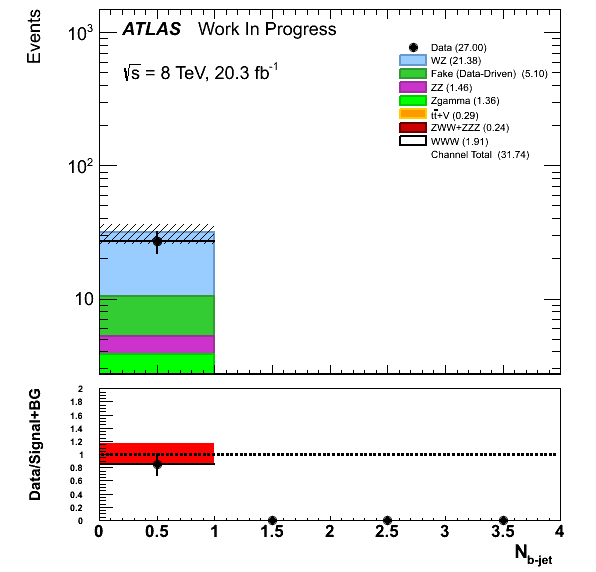 Events
10³
10²
10
ATLAS Work In Progress
√s = 8 TeV, 20.3 fb⁻¹
Data (27.00)
WZ (21.38)
Fake (Data-Driven) (5.10)
ZZ (1.46)
Zgamma (1.36)
tt̄+V (0.29)
ZWW+ZZZ (0.24)
WWW (1.91)
Channel Total (31.74)
Data/Signal+BG
2
1.8
1.6
1.4
1.2
1
0.8
0.6
0.4
0.2
0
0 0.5 1 1.5 2 2.5 3 3.5 4
N_b-jet